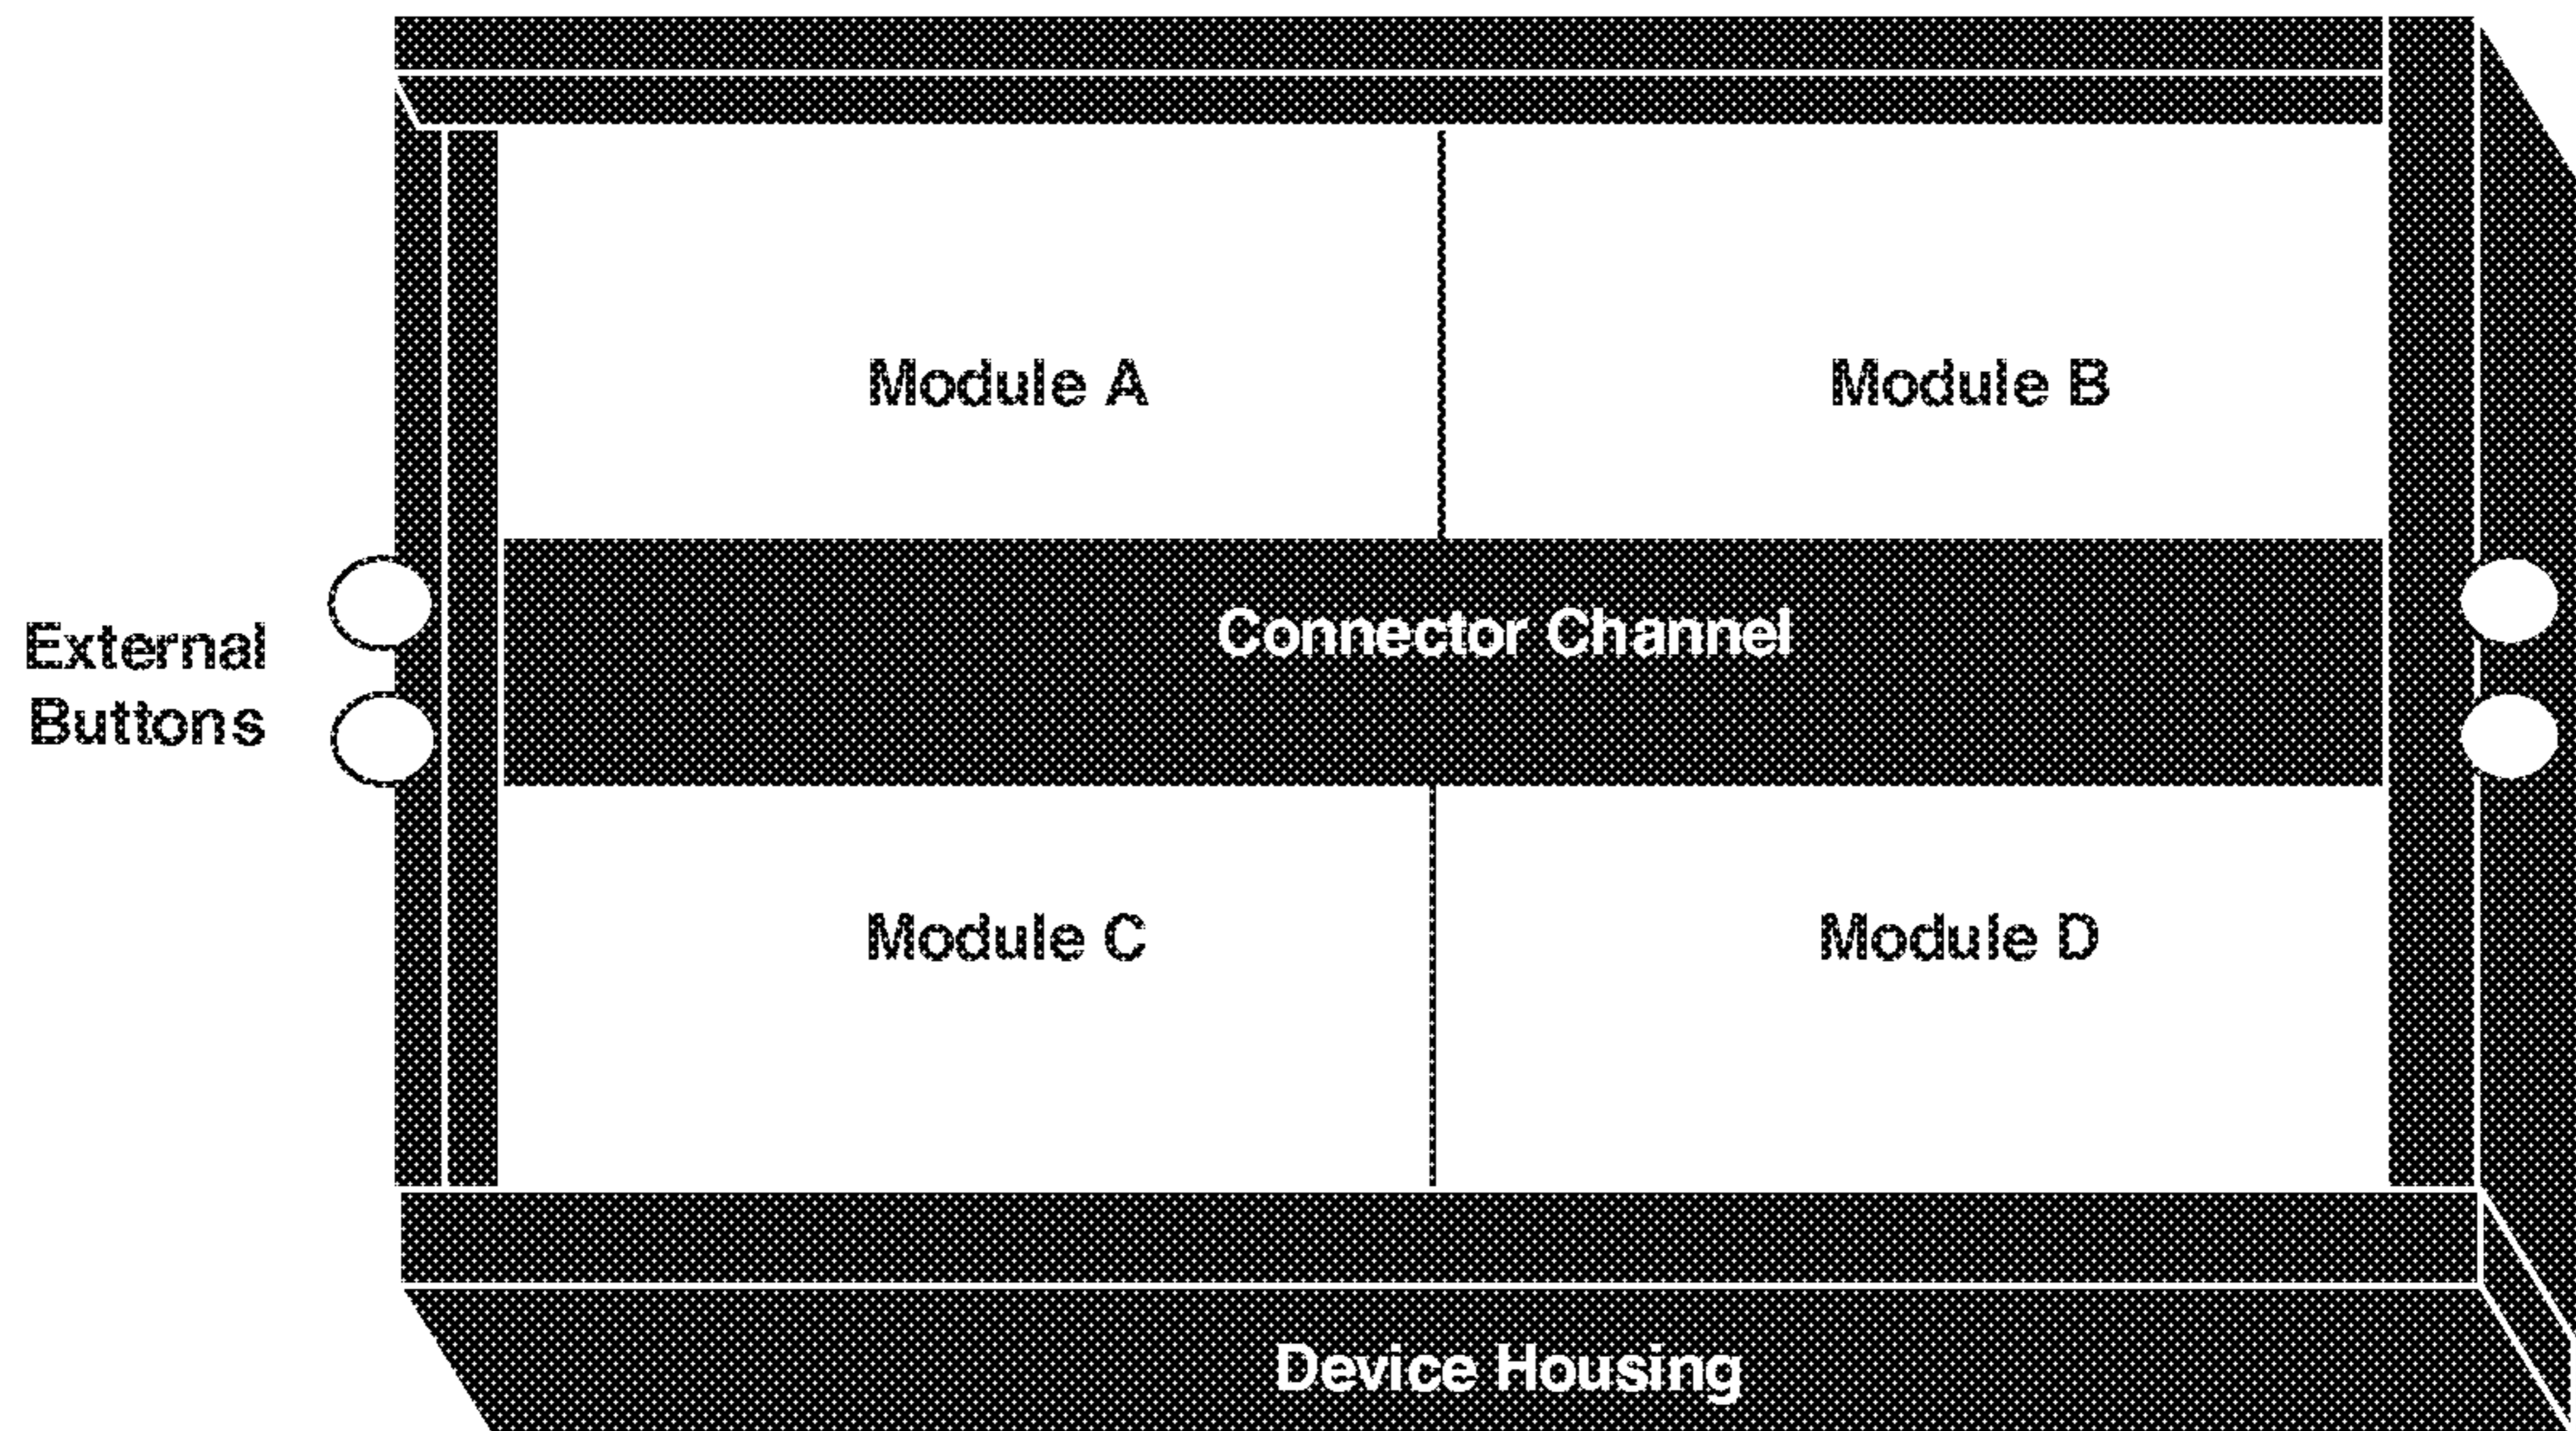 Module A
Module B
Connector Channel
External
Buttons
Module C
Module D
Device Housing